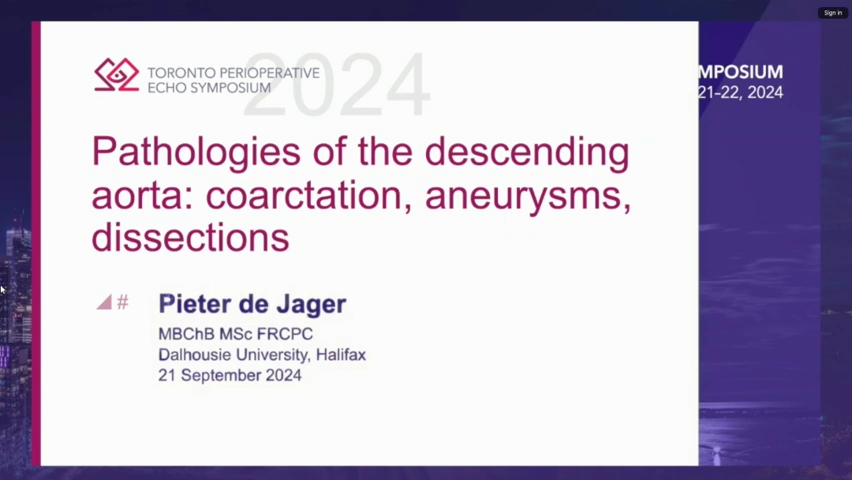 Sign in
2024
TORONTO PERIOPERATIVE
ECHO SYMPOSIUM
MPOSIUM
21-22, 2024
Pathologies of the descending
aorta: coarctation, aneurysms,
dissections
#
Pieter de Jager
MBChB MSc FRCPC
Dalhousie University, Halifax
21 September 2024